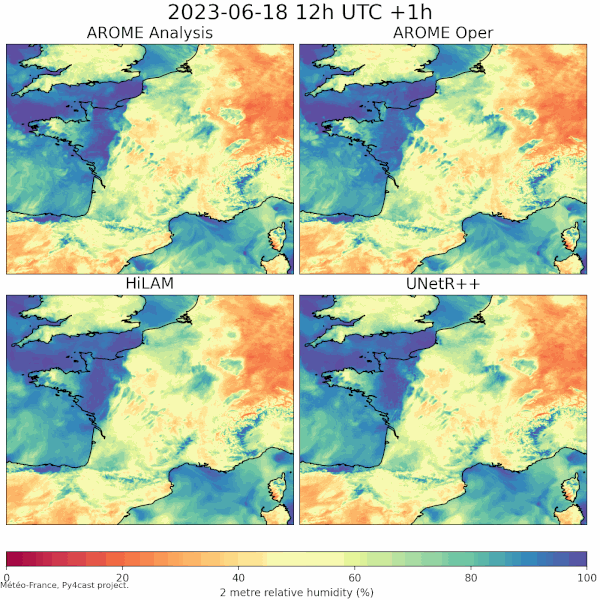 2023-06-18 12h UTC +1h
AROME Analysis
AROME Oper
HiLAM
UNetR++
0 20 40 60 80 100
Météo-France, Py4cast project.
2 metre relative humidity (%)